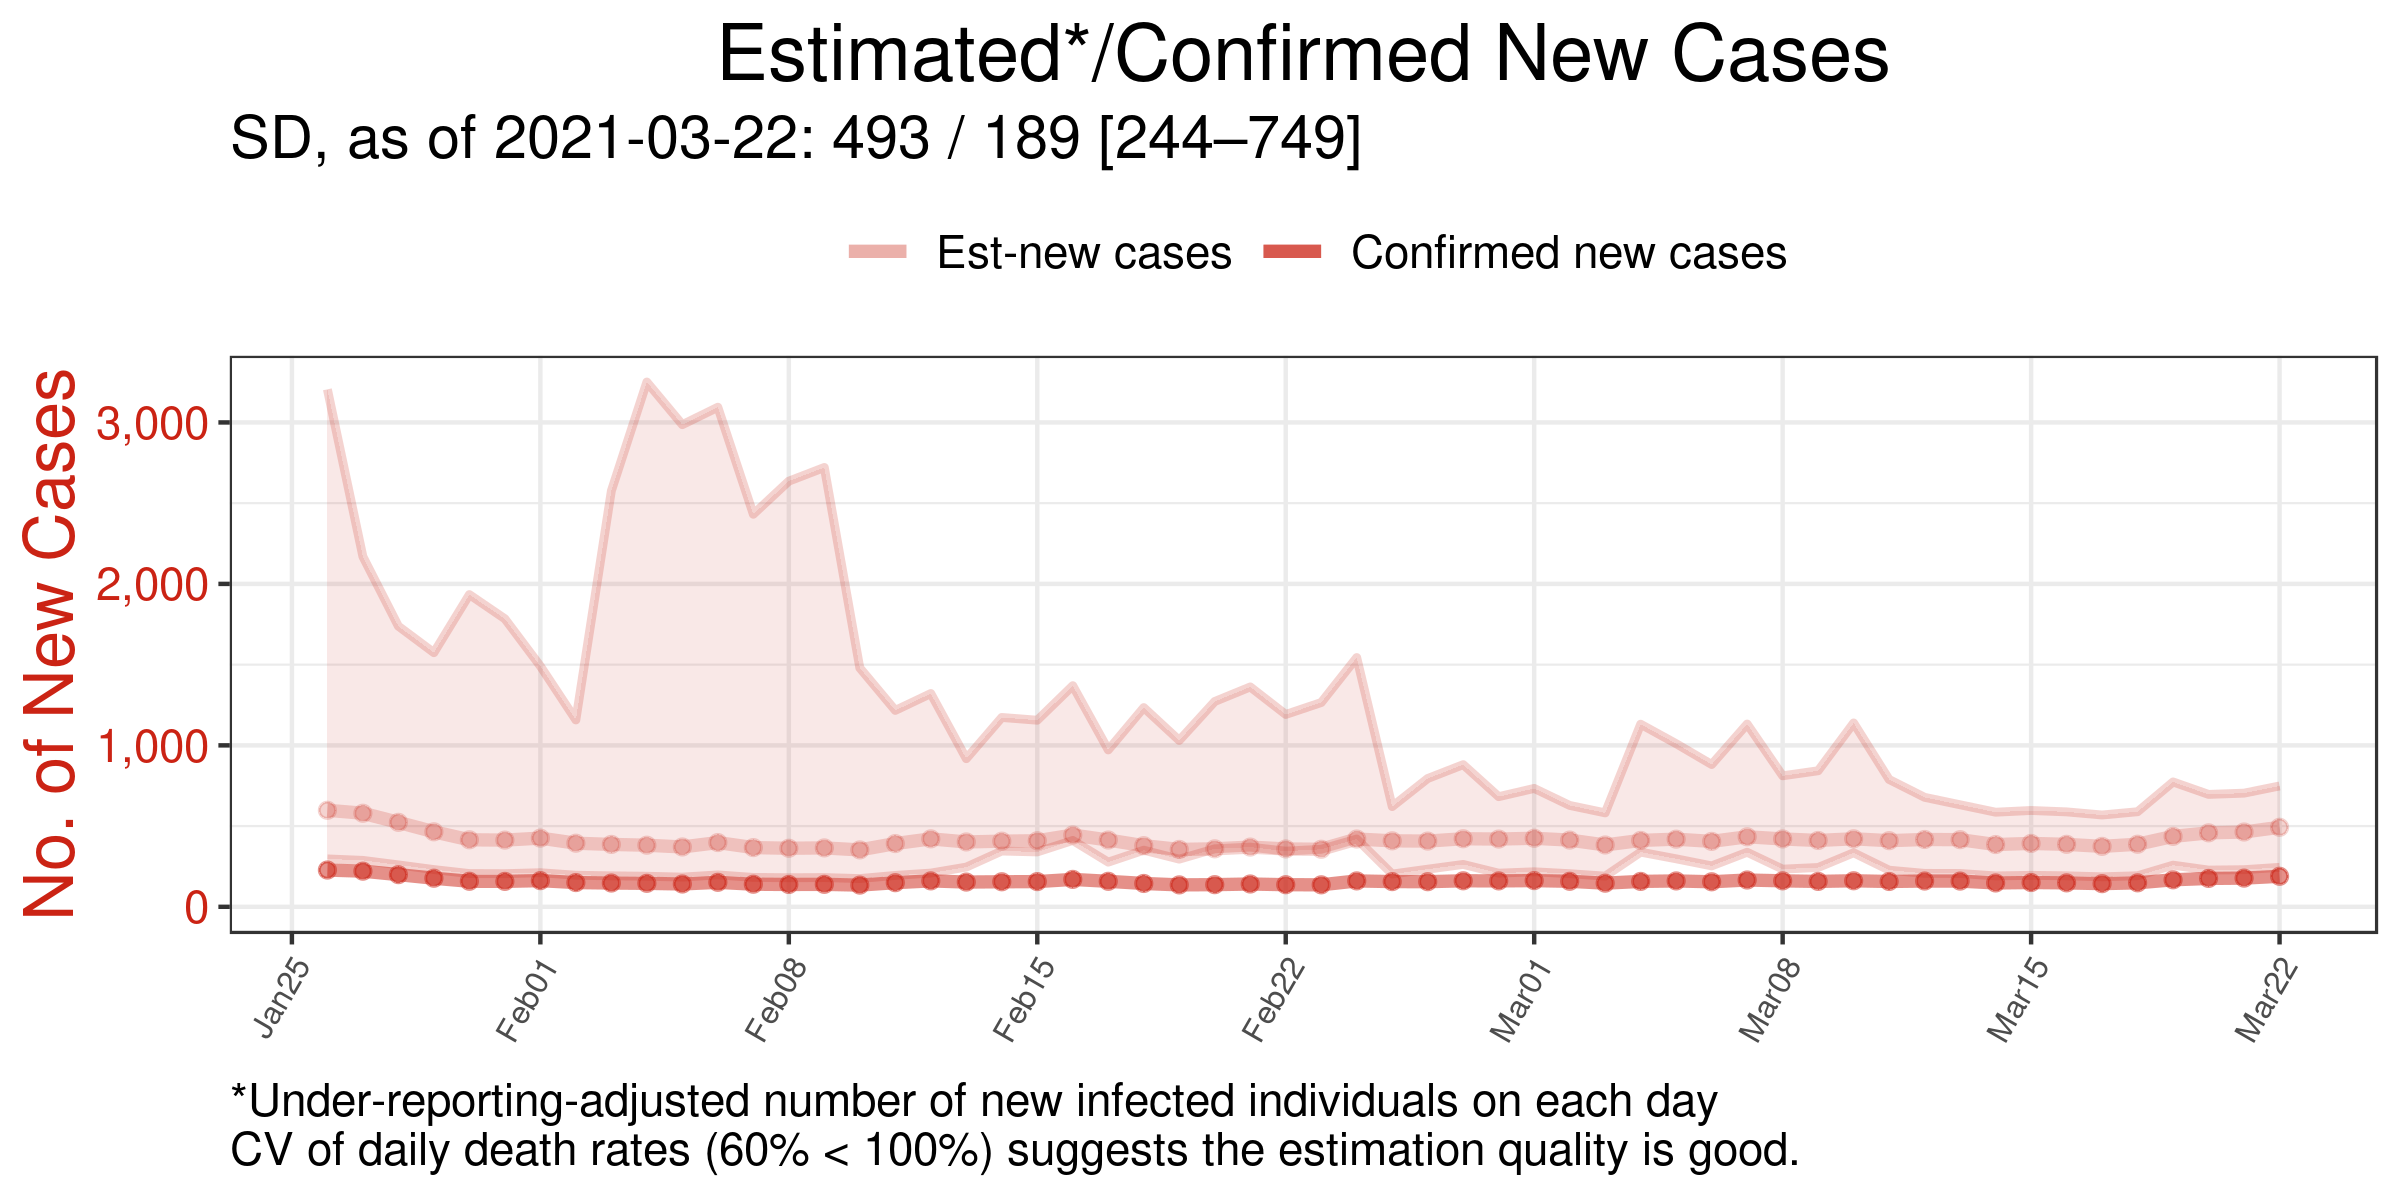 Estimated*/Confirmed New Cases
SD, as of 2021-03-22: 493 / 189 [244–749]
Est-new cases
Confirmed new cases
No. of New Cases
3,000
2,000
1,000
0
Jan25
Feb01
Feb08
Feb15
Feb22
Mar01
Mar08
Mar15
Mar22
*Under-reporting-adjusted number of new infected individuals on each day
CV of daily death rates (60% < 100%) suggests the estimation quality is good.